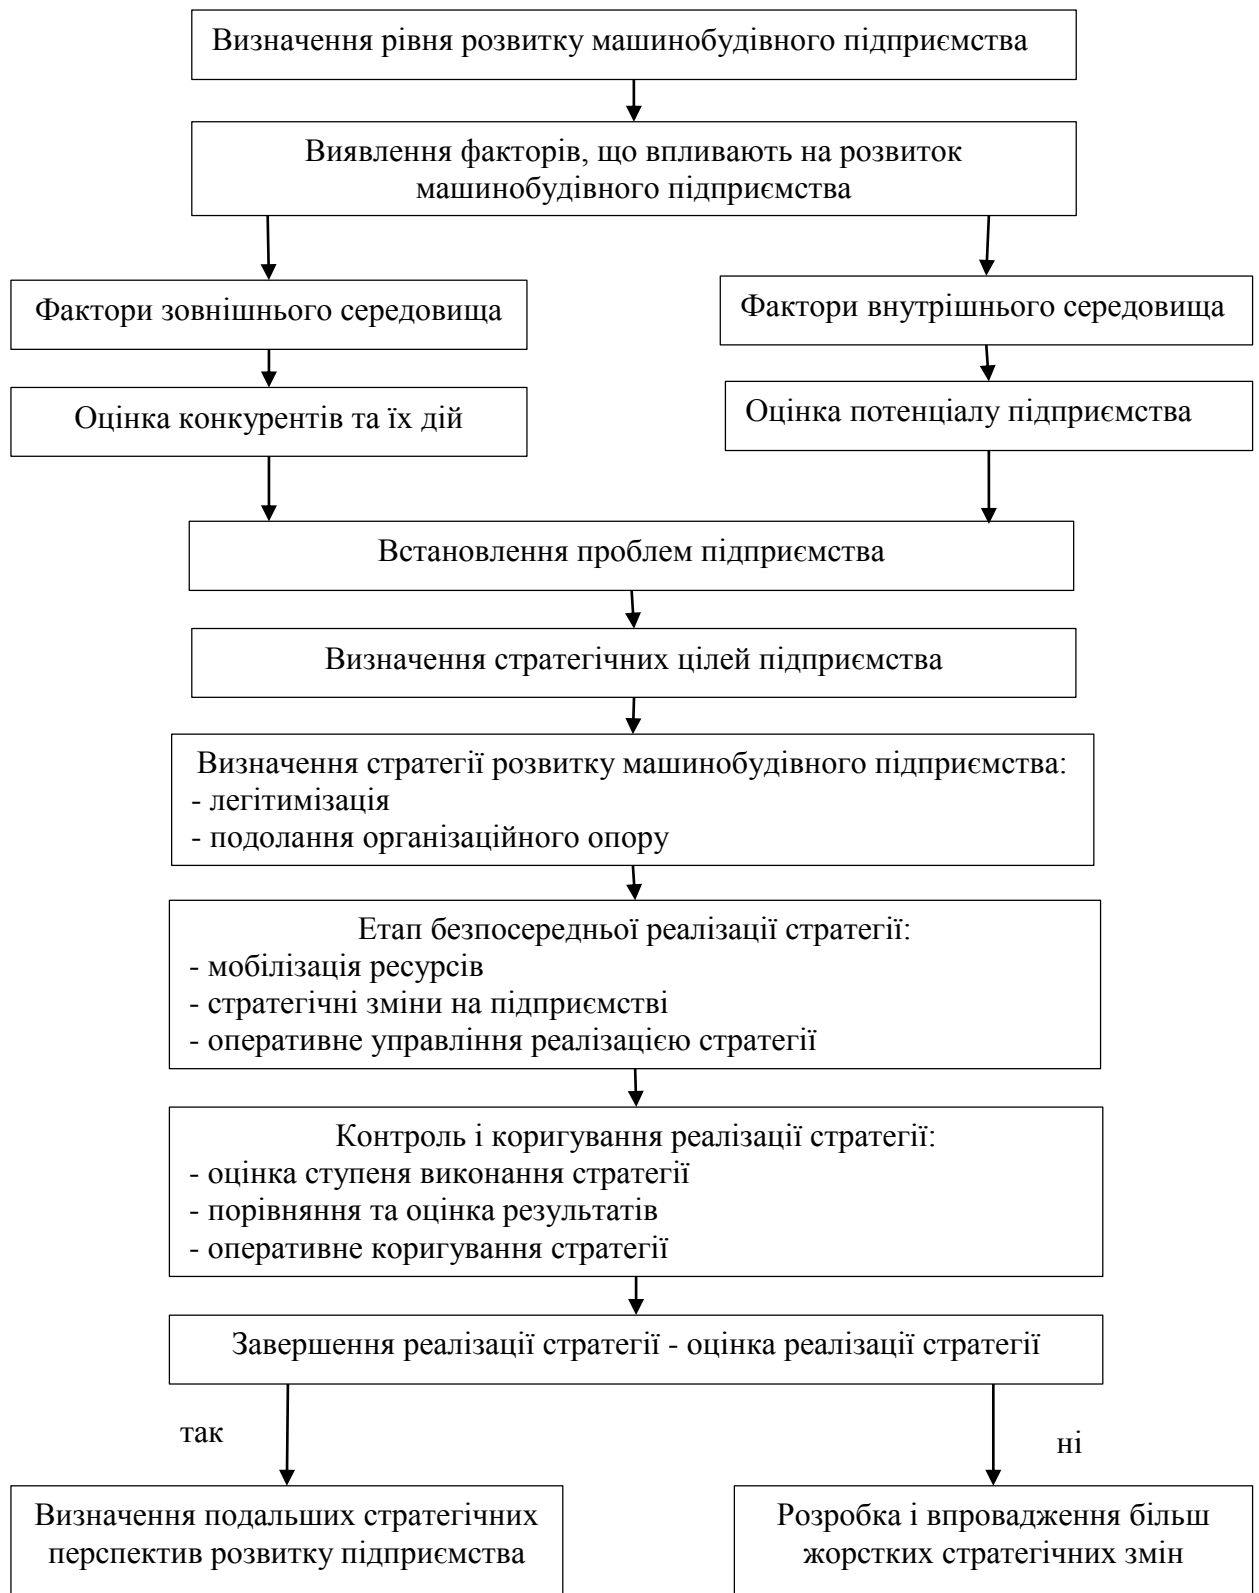 Визначення рівня розвитку машинобудівного підприємства
Виявлення факторів, що впливають на розвиток
машинобудівного підприємства
Фактори зовнішнього середовища
Фактори внутрішнього середовища
Оцінка конкурентів та їх дій
Оцінка потенціалу підприємства
Встановлення проблем підприємства
Визначення стратегічних цілей підприємства
Визначення стратегії розвитку машинобудівного підприємства:
- легітимізація
- подолання організаційного опору
Етап безпосередньої реалізації стратегії:
- мобілізація ресурсів
- стратегічні зміни на підприємстві
- оперативне управління реалізацією стратегії
Контроль і коригування реалізації стратегії:
- оцінка ступеня виконання стратегії
- порівняння та оцінка результатів
- оперативне коригування стратегії
Завершення реалізації стратегії - оцінка реалізації стратегії
так
ні
Визначення подальших стратегічних
перспектив розвитку підприємства
Розробка і впровадження більш
жорстких стратегічних змін